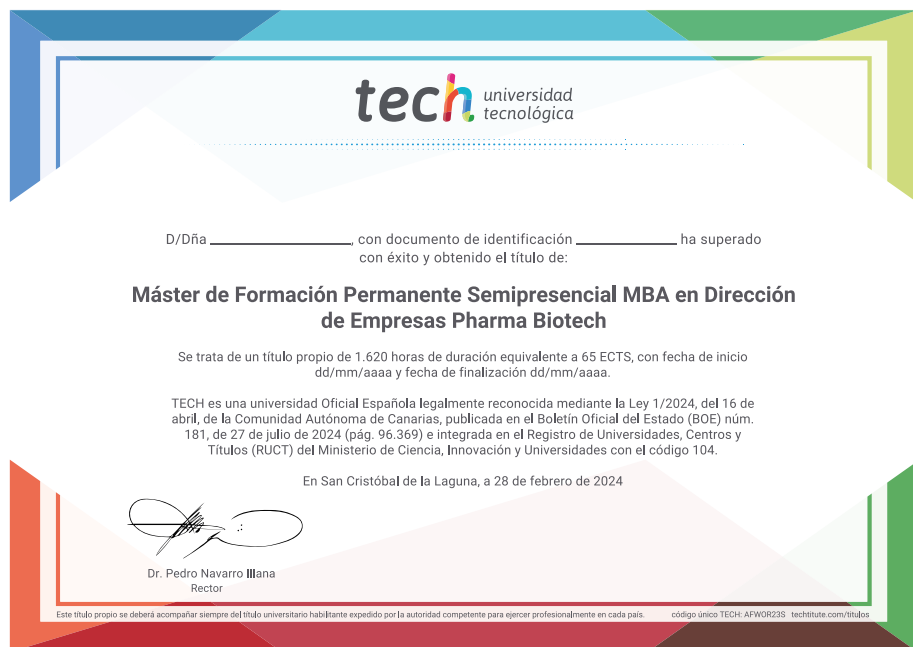 tech universidad
tecnológica
D/Dña ____________, con documento de identificación ____________ ha superado
con éxito y obtenido el título de:
Máster de Formación Permanente Semipresencial MBA en Dirección
de Empresas Pharma Biotech
Se trata de un título propio de 1.620 horas de duración equivalente a 65 ECTS, con fecha de inicio
dd/mm/aaaa y fecha de finalización dd/mm/aaaa.
TECH es una universidad Oficial Española legalmente reconocida mediante la Ley 1/2024, del 16 de
abril, de la Comunidad Autónoma de Canarias, publicada en el Boletín Oficial del Estado (BOE) núm.
181, de 27 de julio de 2024 (pág. 96.369) e integrada en el Registro de Universidades, Centros y
Títulos (RUCT) del Ministerio de Ciencia, Innovación y Universidades con el código 104.
En San Cristóbal de la Laguna, a 28 de febrero de 2024
Dr. Pedro Navarro Illana
Rector
Este título propio se deberá acompañar siempre del título universitario habilitante expedido por la autoridad competente para ejercer profesionalmente en cada país. código único TECH: AFWOR23S techtitute.com/titulos